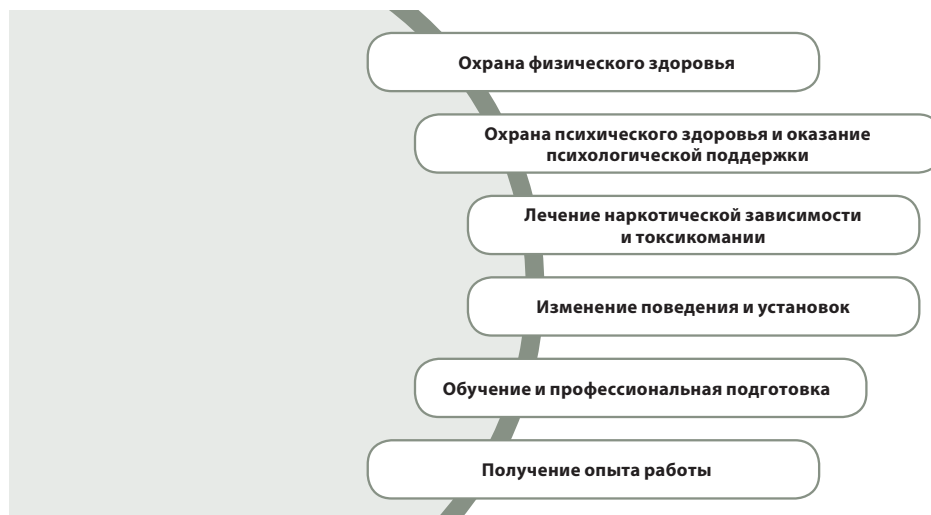 Охрана физического здоровья
Охрана психического здоровья и оказание
психологической поддержки
Лечение наркотической зависимости
и токсикомании
Изменение поведения и установок
Обучение и профессиональная подготовка
Получение опыта работы